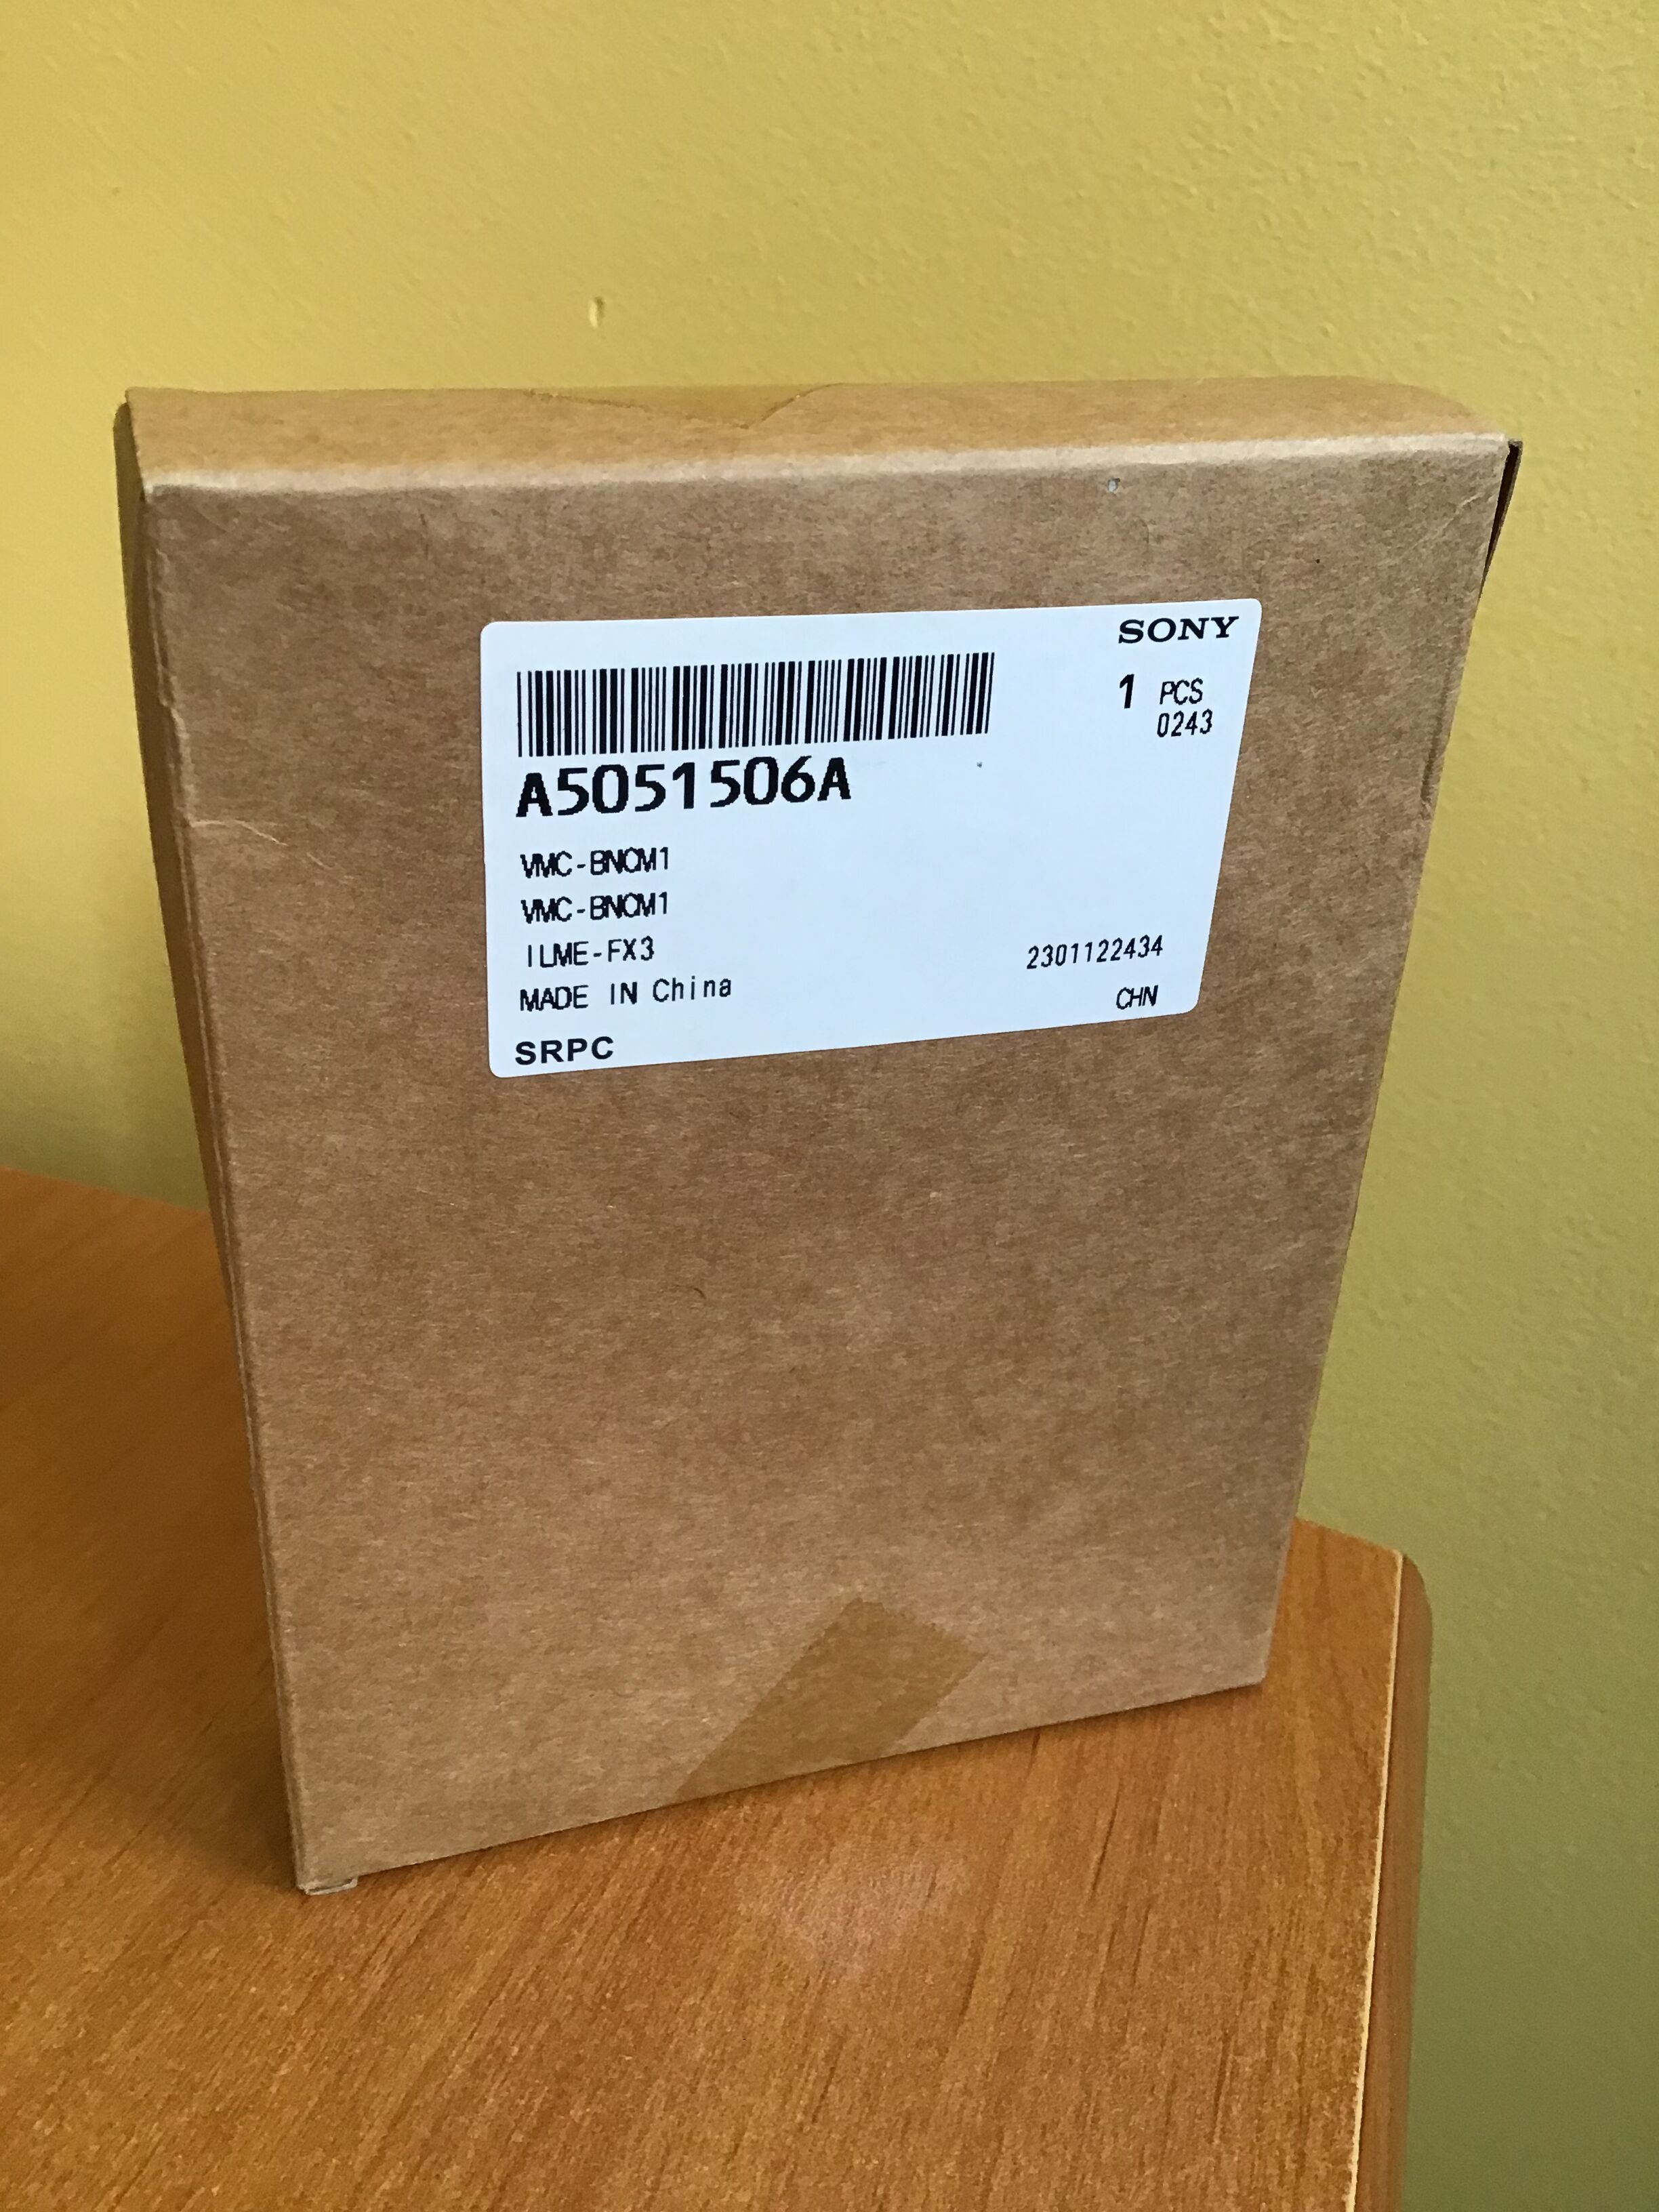 SONY
1 PCS
0243
A5051506A
VMC-BNCM1
VMC-BNCM1
ILME-FX3
2301122434
MADE IN China
CHN
SRPC